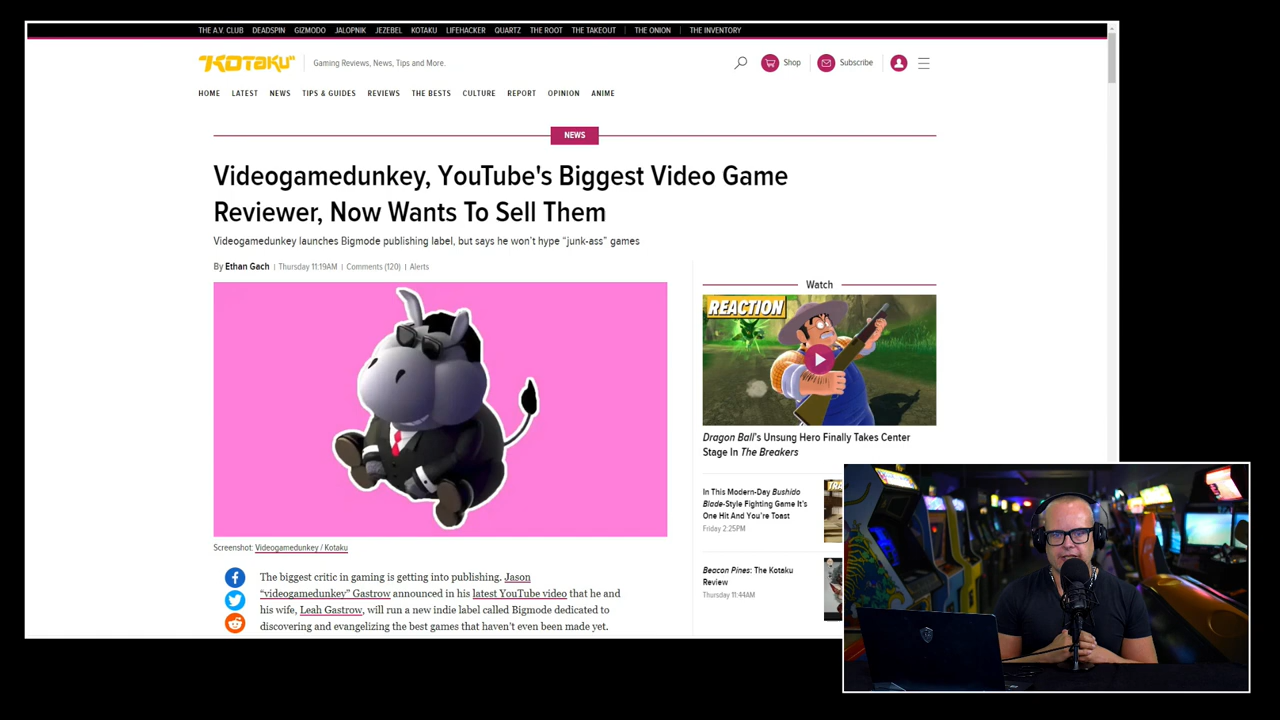 THE A.V. CLUB DEADSPIN GIZMODO JALOPNIK JEZEBEL KOTAKU LIFEHACKER QUARTZ THE ROOT THE TAKEOUT THE ONION THE INVENTORY
"KOTAKU" Gaming Reviews, News, Tips and More. Shop Subscribe
HOME LATEST NEWS TIPS & GUIDES REVIEWS THE BESTS CULTURE REPORT OPINION ANIME
NEWS
Videogamedunkey, YouTube's Biggest Video Game
Reviewer, Now Wants To Sell Them
Videogamedunkey launches Bigmode publishing label, but says he won't hype “junk-ass” games
By Ethan Gach Thursday 11:19AM Comments (120) Alerts
Screenshot: Videogamedunkey / Kotaku
The biggest critic in gaming is getting into publishing. Jason
“videogamedunkey” Gastrow announced in his latest YouTube video that he and
his wife, Leah Gastrow, will run a new indie label called Bigmode dedicated to
discovering and evangelizing the best games that haven’t even been made yet.
Watch
REACTION
Dragon Ball's Unsung Hero Finally Takes Center
Stage In The Breakers
In This Modern-Day Bushido
Blade-Style Fighting Game It's
One Hit And You're Toast
Friday 2:25PM
Beacon Pines: The Kotaku
Review
Thursday 11:44AM